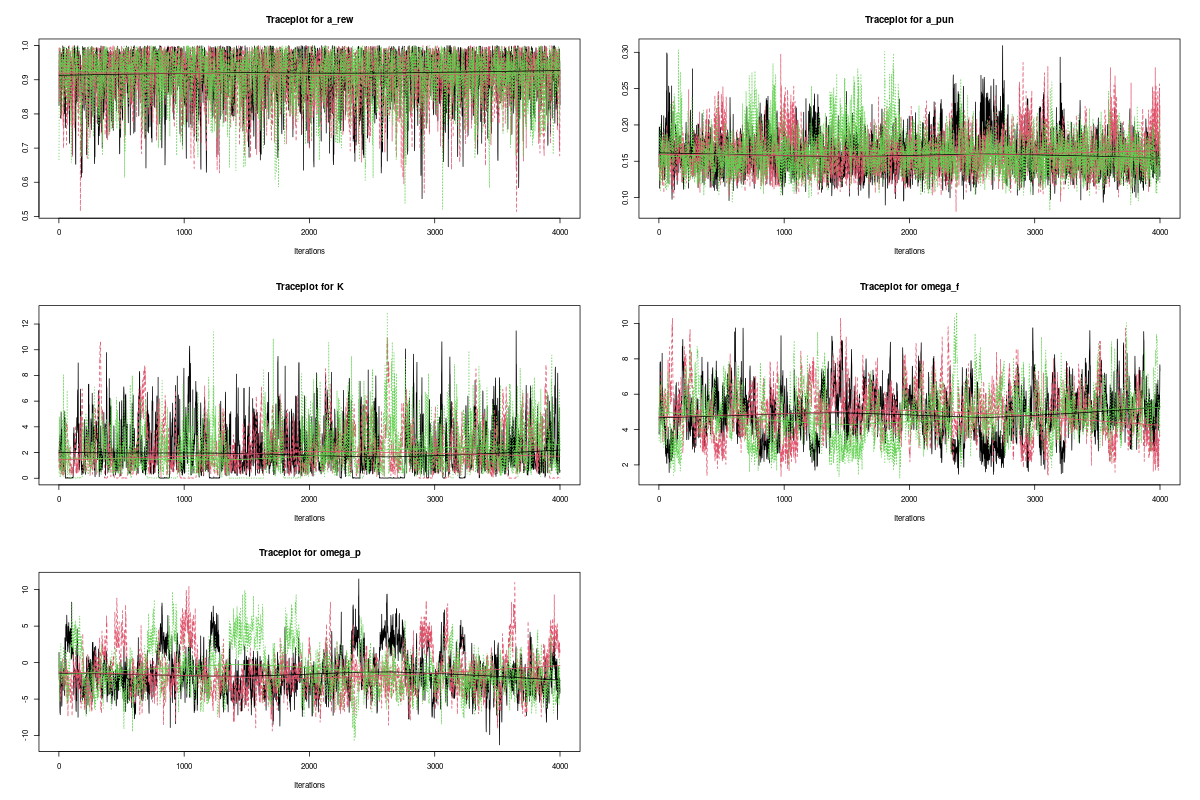 Traceplot for a_rew
1.0
0.9
0.8
0.7
0.6
0.5
0 1000 2000 3000 4000
Iterations
Traceplot for a_pun
0.30
0.25
0.20
0.15
0.10
0 1000 2000 3000 4000
Iterations
Traceplot for K
12
10
8
6
4
2
0
0 1000 2000 3000 4000
Iterations
Traceplot for omega_f
10
8
6
4
2
0 1000 2000 3000 4000
Iterations
Traceplot for omega_p
10
5
0
-5
-10
0 1000 2000 3000 4000
Iterations